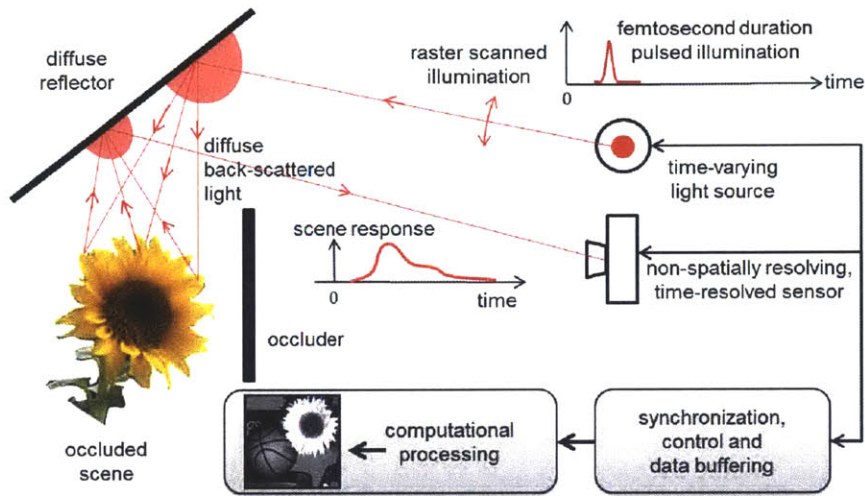 diffuse
reflector
raster scanned
illumination
femtosecond duration
pulsed illumination
0
time
diffuse
back-scattered
light
time-varying
light source
scene response
0
time
non-spatially resolving,
time-resolved sensor
occluder
occluded
scene
computational
processing
synchronization,
control and
data buffering